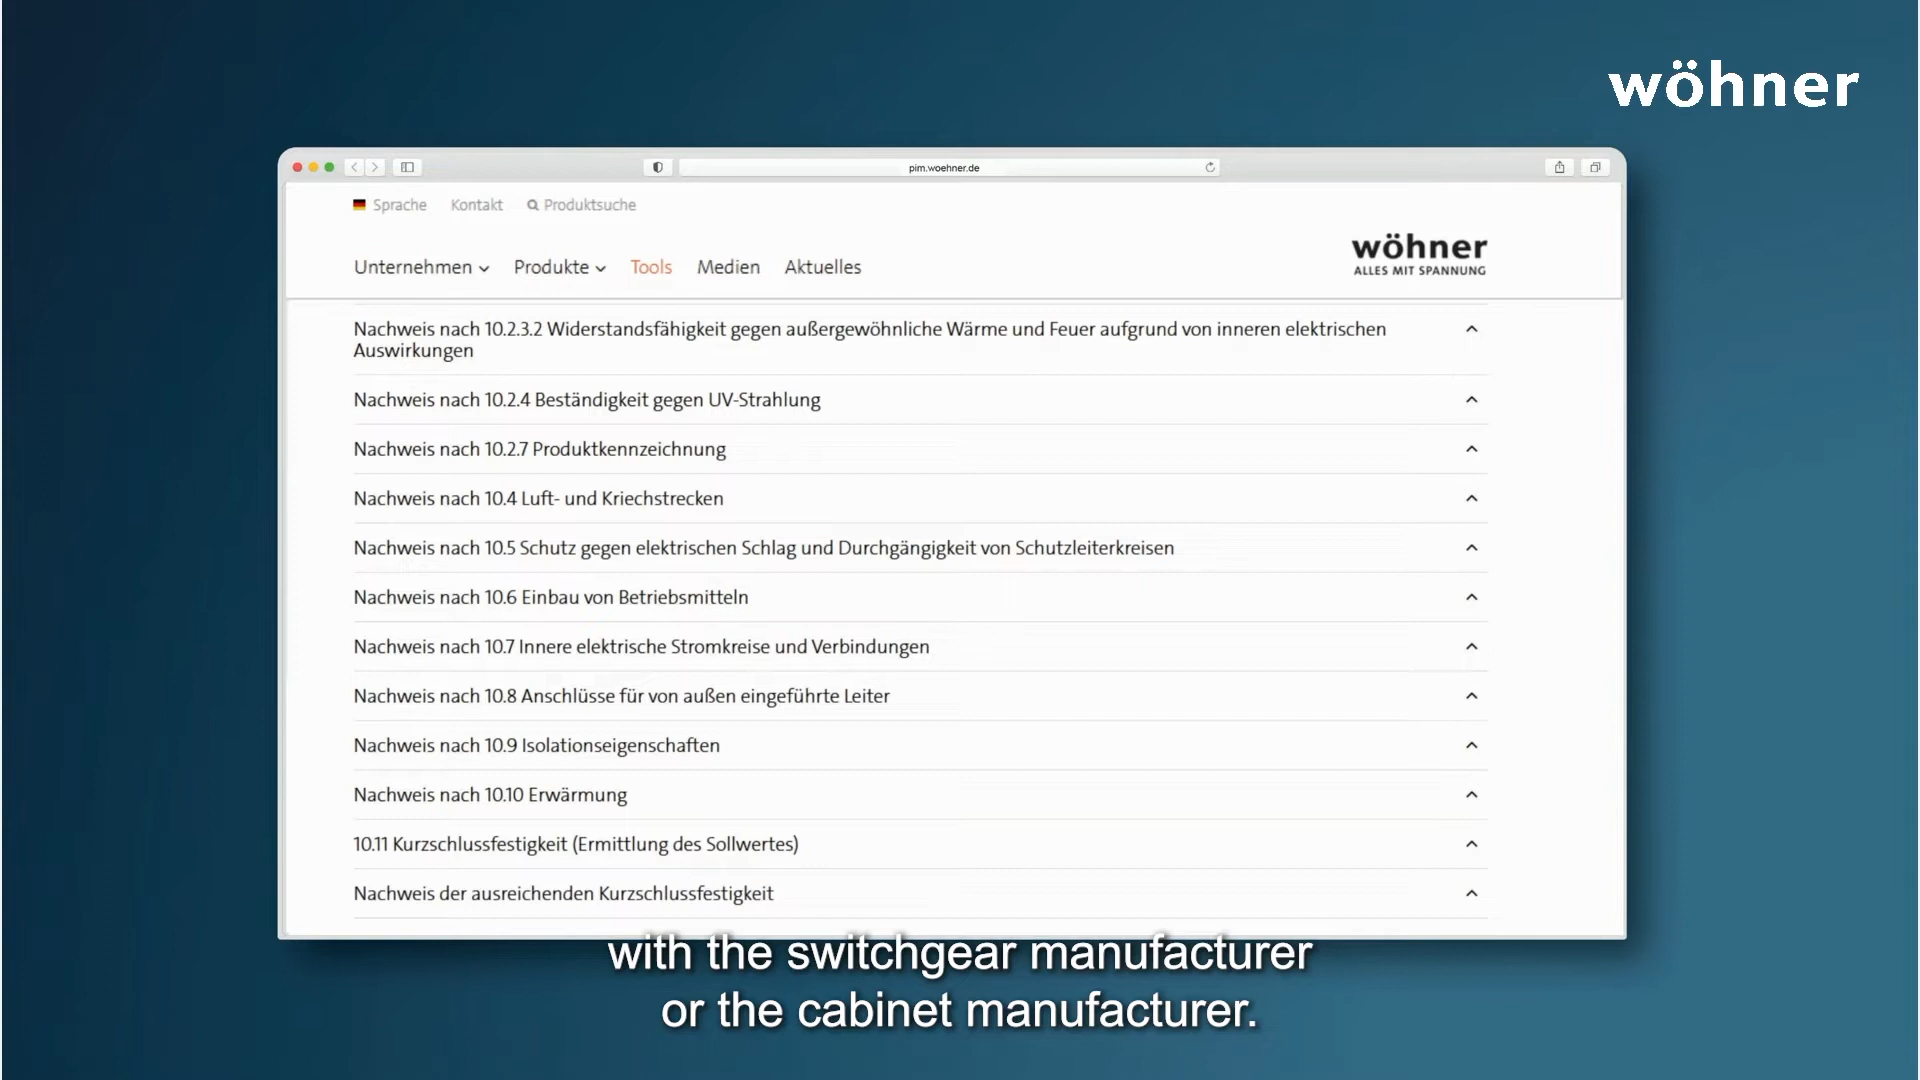 wöhner
pim.woehner.de
Sprache Kontakt Produktsuche
wöhner
ALLES MIT SPANNUNG
Unternehmen Produkte Tools Medien Aktuelles
Nachweis nach 10.2.3.2 Widerstandsfähigkeit gegen außergewöhnliche Wärme und Feuer aufgrund von inneren elektrischen
Auswirkungen
Nachweis nach 10.2.4 Beständigkeit gegen UV-Strahlung
Nachweis nach 10.2.7 Produktkennzeichnung
Nachweis nach 10.4 Luft- und Kriechstrecken
Nachweis nach 10.5 Schutz gegen elektrischen Schlag und Durchgängigkeit von Schutzleiterkreisen
Nachweis nach 10.6 Einbau von Betriebsmitteln
Nachweis nach 10.7 Innere elektrische Stromkreise und Verbindungen
Nachweis nach 10.8 Anschlüsse für von außen eingeführte Leiter
Nachweis nach 10.9 Isolationseigenschaften
Nachweis nach 10.10 Erwärmung
10.11 Kurzschlussfestigkeit (Ermittlung des Sollwertes)
Nachweis der ausreichenden Kurzschlussfestigkeit
with the switchgear manufacturer
or the cabinet manufacturer.